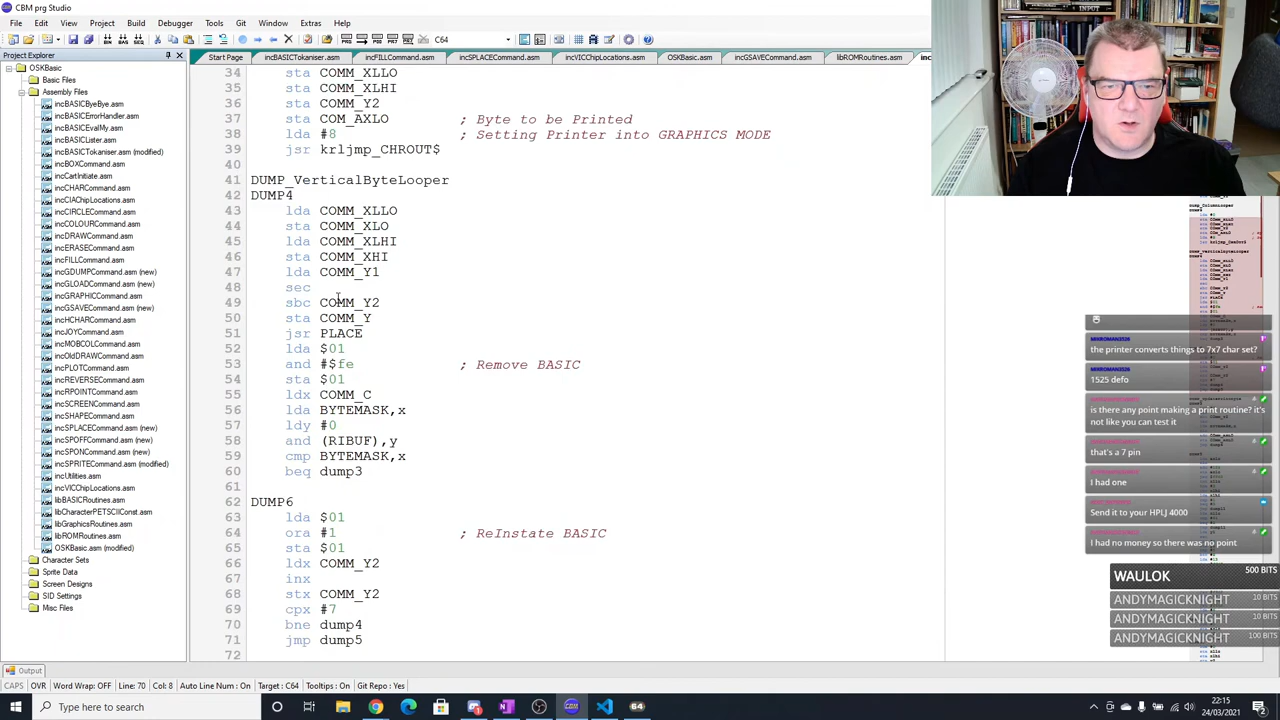 CBM prg Studio
File Edit View Project Build Debugger Tools Git Window Extras Help
C64
Project Explorer
Start Page incBASICTokaniser.asm incFILLCommand.asm incSPLACECommand.asm incVICChipLocations.asm OSKBasic.asm incGSAVECommand.asm libROMRoutines.asm inc
OSKBasic
Basic Files
Assembly Files
incBASICByeBye.asm
incBASICErrorHandler.asm
incBASICEvalMy.asm
incBASICLister.asm
incBASICTokaniser.asm (modified)
incBOXCommand.asm
incCartInitiate.asm
incCHARCommand.asm
incCIAChipLocations.asm
incCIRCLECommand.asm
incCOLOURCommand.asm
incDRAWCommand.asm
incERASECommand.asm
incFILLCommand.asm
incGDUMPCommand.asm (new)
incGLOADCommand.asm (new)
incGRAPHICCommand.asm
incGSAVECommand.asm (new)
incHCHARCommand.asm
incJOYCommand.asm
incMOBCOLCommand.asm
incOldDRAWCommand.asm
incPLOTCommand.asm
incREVERSECommand.asm
incRPOINTCommand.asm
incSCREENCommand.asm
incSHAPECommand.asm
incSPLACECommand.asm (new)
incSPOFFCommand.asm (new)
incSPONCommand.asm (new)
incSPRITECommand.asm (modified)
incUtilities.asm
incVICChipLocations.asm
libBASICRoutines.asm
libCharacterPETSCIIConst.asm
libGraphicsRoutines.asm
libROMRoutines.asm
OSKBasic.asm (modified)
Character Sets
Sprite Data
Screen Designs
SID Settings
Misc Files
34 sta COMM_XLLO
35 sta COMM_XLHI
36 sta COMM_Y2
37 sta COM_AXLO ; Byte to be Printed
38 lda #8 ; Setting Printer into GRAPHICS MODE
39 jsr krljmp_CHROUT$
40
41 DUMP_VerticalByteLooper
42 DUMP4
43 lda COMM_XLLO
44 sta COMM_XLO
45 lda COMM_XLHI
46 sta COMM_XHI
47 lda COMM_Y1
48 sec
49 sbc COMM_Y2
50 sta COMM_Y
51 jsr PLACE
52 lda $01
53 and #$fe ; Remove BASIC
54 sta $01
55 ldx COMM_C
56 lda BYTEMASK,x
57 ldy #0
58 and (RIBUF),y
59 cmp BYTEMASK,x
60 beq dump3
61
62 DUMP6
63 lda $01
64 ora #1 ; ReInstate BASIC
65 sta $01
66 ldx COMM_Y2
67 inx
68 stx COMM_Y2
69 cpx #7
70 bne dump4
71 jmp dump5
72
the printer converts things to 7x7 char set?
1525 defo
is there any point making a print routine? it's
not like you can test it
that's a 7 pin
I had one
Send it to your HPLJ 4000
I had no money so there was no point
WAULOK 500 BITS
ANDYMAGICKNIGHT 10 BITS
ANDYMAGICKNIGHT 10 BITS
ANDYMAGICKNIGHT 100 BITS
Output
CAPS OVR Word Wrap: OFF Line: 70 Col: 8 Auto Line Num : On Target : C64 Tooltips : On Git Repo : Yes
Type here to search
64
22:15
24/03/2021
2